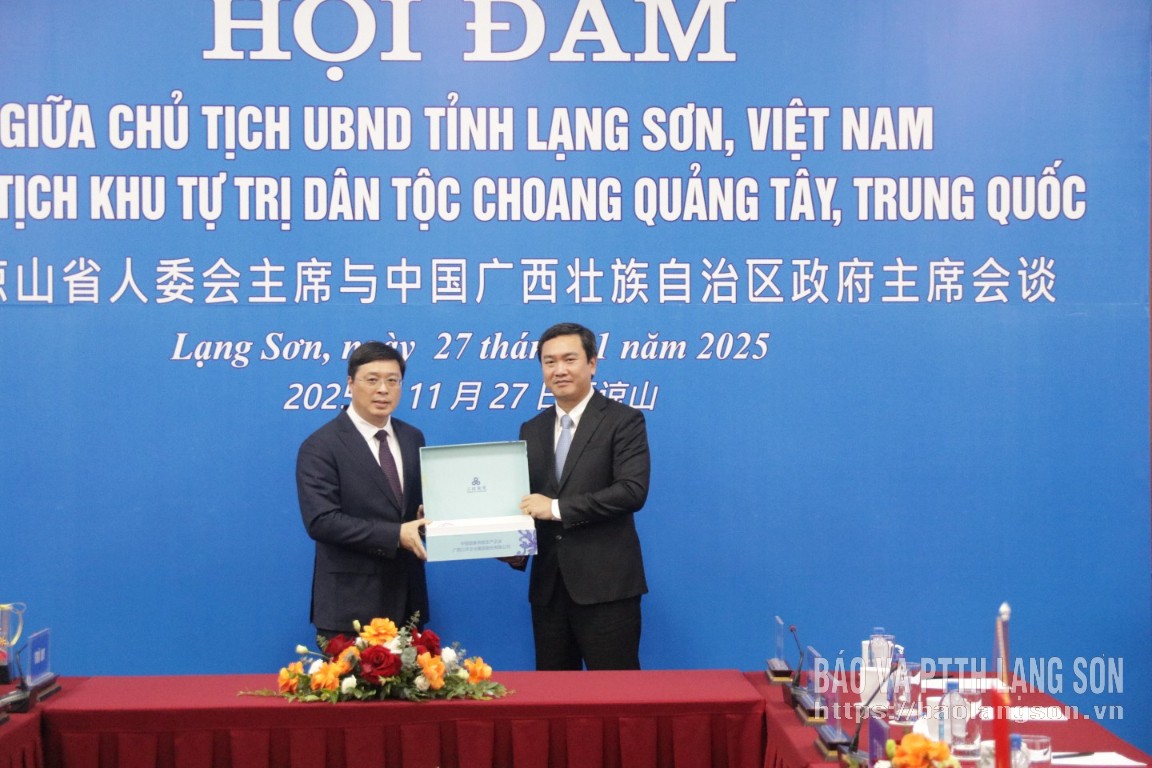 HỘI ĐÀM
GIỮA CHỦ TỊCH UBND TỈNH LẠNG SƠN, VIỆT NAM
TỊCH KHU TỰ TRỊ DÂN TỘC CHOANG QUẢNG TÂY, TRUNG QUỐC
山省人委会主席与中国广西壮族自治区政府主席会谈
Lạng Sơn, ngày 27 1 năm 2025
2025 11月27日 谅山
BÁO VÀ PTTH LẠNG SƠN
https://baolangson.vn